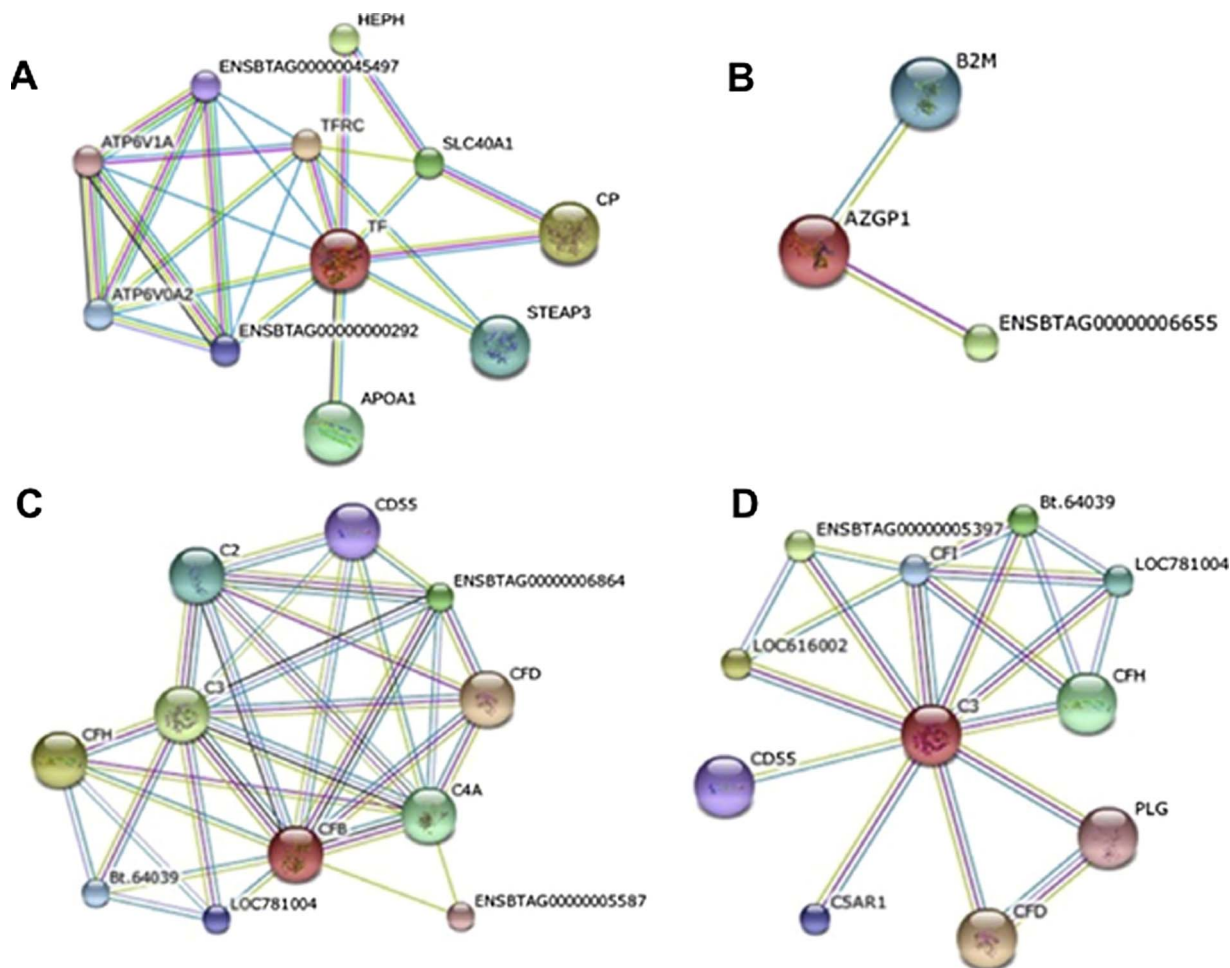 A
HEPH
ENSBTAG00000045497
ATP6V1A
TFRC
SLC40A1
CP
TF
ATP6V0A2
ENSBTAG00000000292
STEAP3
APOA1
B
B2M
AZGP1
ENSBTAG00000006655
C
CD55
C2
ENSBTAG00000006864
C3
CFD
CFH
C4A
CFB
Bt.64039
LOC781004
ENSBTAG00000005587
D
Bt.64039
ENSBTAG00000005397
CFI
LOC781004
LOC616002
CFH
C3
CD55
PLG
C5AR1
CFD